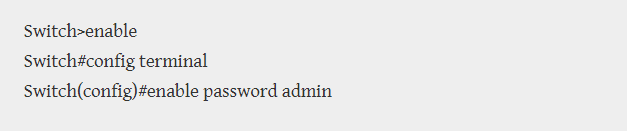 Switch>enable
Switch#config terminal
Switch(config)#enable password admin